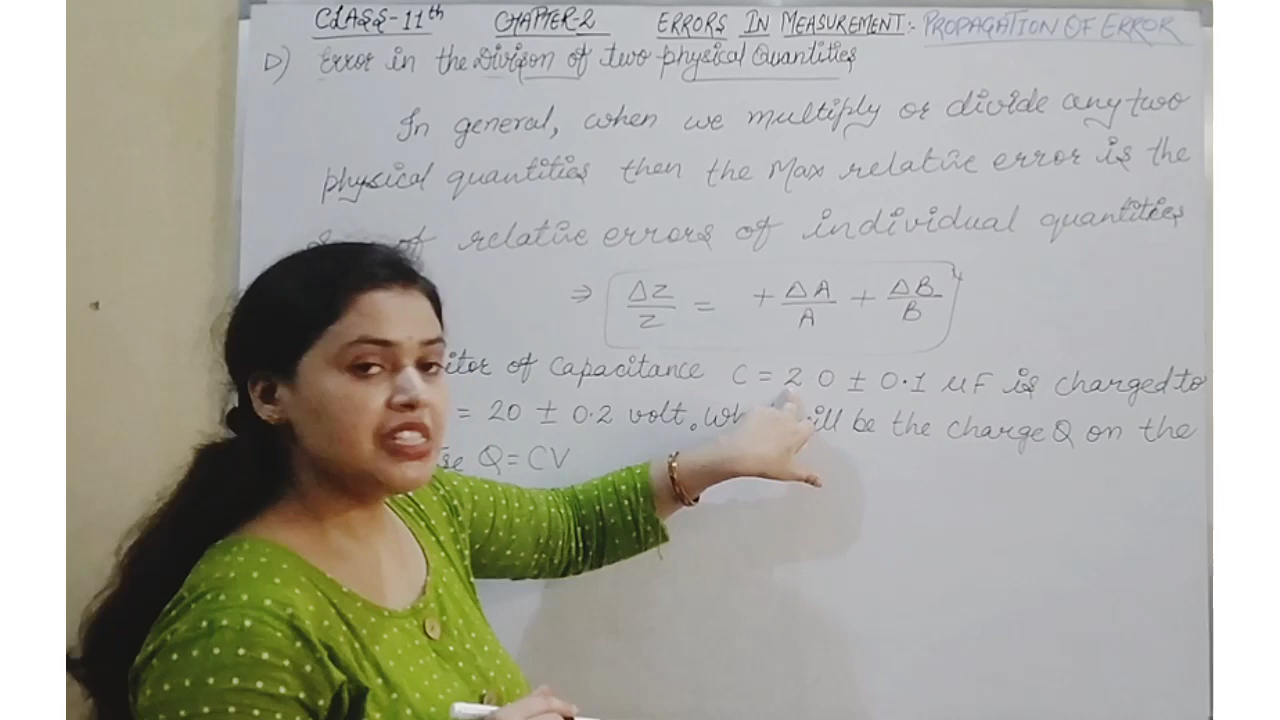 CLASS-11th CHAPTER-2 ERRORS IN MEASUREMENT:- PROPAGATION OF ERROR
D) Error in the Division of two physical Quantities
In general, when we multiply or divide any two
physical quantities then the Max relative error is the
of relative errors of individual quantities
⇒ ΔZ/Z = + ΔA/A + ΔB/B
of Capacitance C = 2 0 ± 0.1 μF is charged to
= 20 ± 0.2 volt. will be the charge Q on the
Q = CV